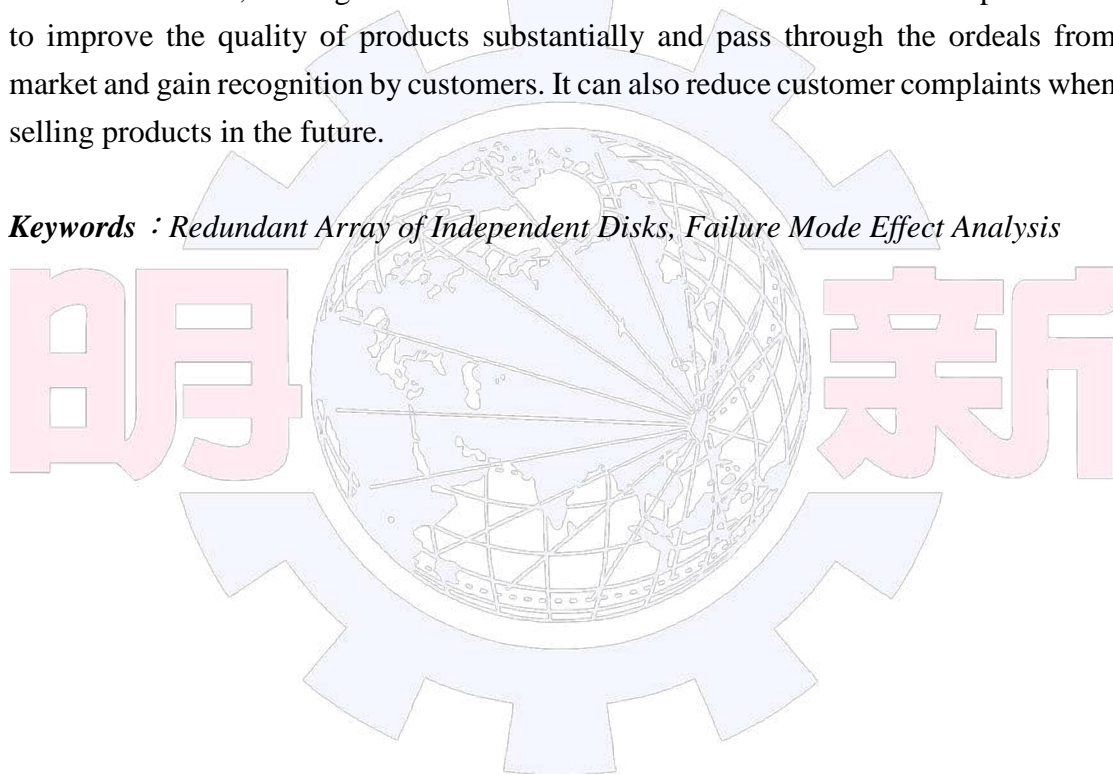 to improve the quality of products substantially and pass through the ordeals from
market and gain recognition by customers. It can also reduce customer complaints when
selling products in the future.
Keywords：Redundant Array of Independent Disks, Failure Mode Effect Analysis
明 新